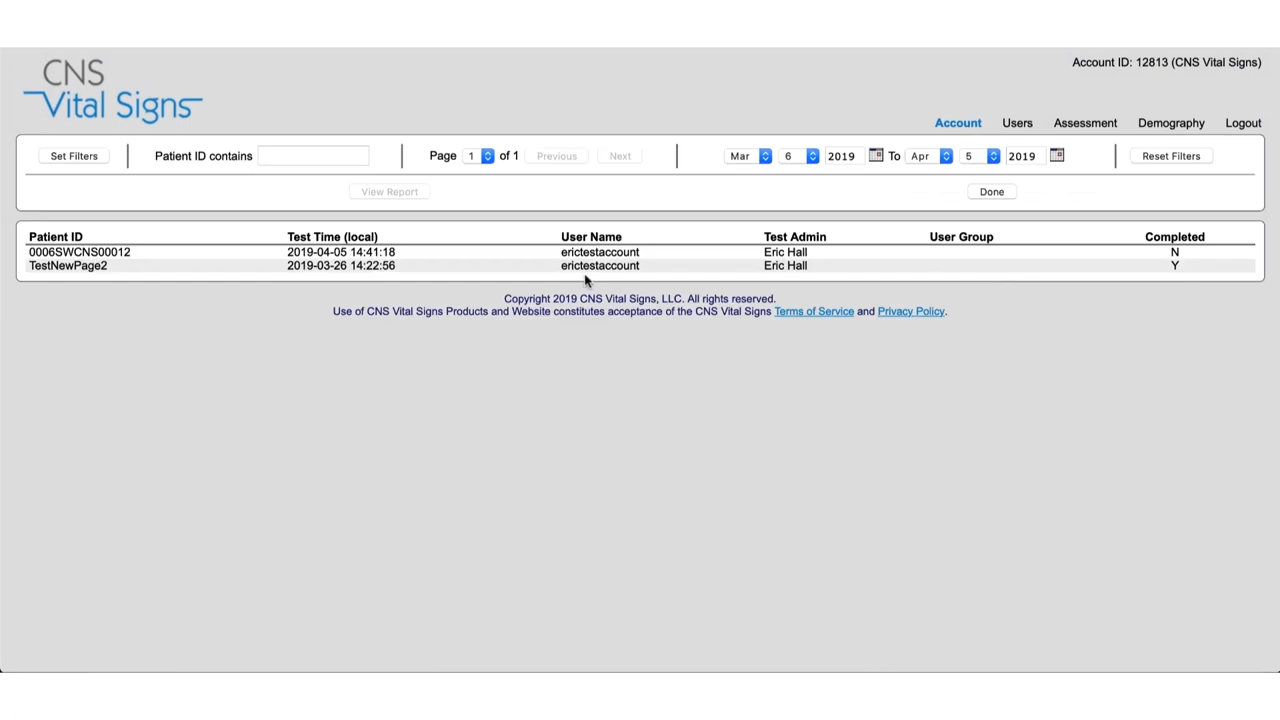 Account ID: 12813 (CNS Vital Signs)
CNS
Vital Signs
Account Users Assessment Demography Logout
Set Filters Patient ID contains Page 1 of 1 Previous Next Mar 6 2019 To Apr 5 2019 Reset Filters
View Report Done
Patient ID Test Time (local) User Name Test Admin User Group Completed
0006SWCNS00012 2019-04-05 14:41:18 erictestaccount Eric Hall N
TestNewPage2 2019-03-26 14:22:56 erictestaccount Eric Hall Y
Copyright 2019 CNS Vital Signs, LLC. All rights reserved.
Use of CNS Vital Signs Products and Website constitutes acceptance of the CNS Vital Signs Terms of Service and Privacy Policy.